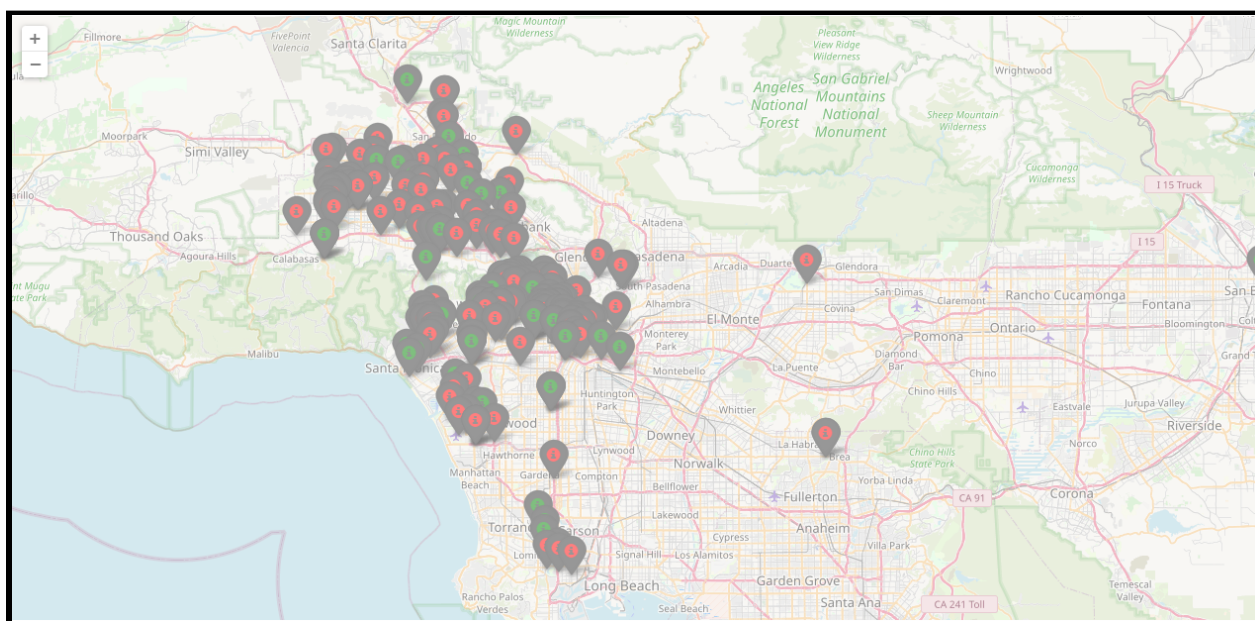 +
−
Fillmore
FivePoint
Valencia
Santa Clarita
Magic Mountain
Wilderness
Pleasant
View Ridge
Wilderness
Wrightwood
Angeles
National
Forest
San Gabriel
Mountains
National
Monument
Sheep Mountain
Wilderness
Cucamonga
Wilderness
I 15 Truck
I 15
Moorpark
Simi Valley
Thousand Oaks
Agoura Hills
Calabasas
Altadena
Arcadia
Duarte
Glendora
San Dimas
Claremont
Rancho Cucamonga
Fontana
Bloomington
Covina
El Monte
Alhambra
Monterey
Park
Montebello
La Puente
Pomona
Diamond
Bar
Ontario
Chino
Chino Hills
Eastvale
Jurupa Valley
Riverside
Norco
Corona
Malibu
Huntington
Park
Whittier
Downey
Norwalk
La Habra
Brea
Chino Hills
State Park
Yorba Linda
CA 91
Hawthorne
Lynwood
Compton
Manhattan
Beach
Bellflower
Fullerton
Anaheim
Lakewood
Cypress
Villa Park
Signal Hill
Los Alamitos
Long Beach
Garden Grove
Rancho Palos
Verdes
Seal Beach
Santa Ana
CA 241 Toll
Temescal
Valley